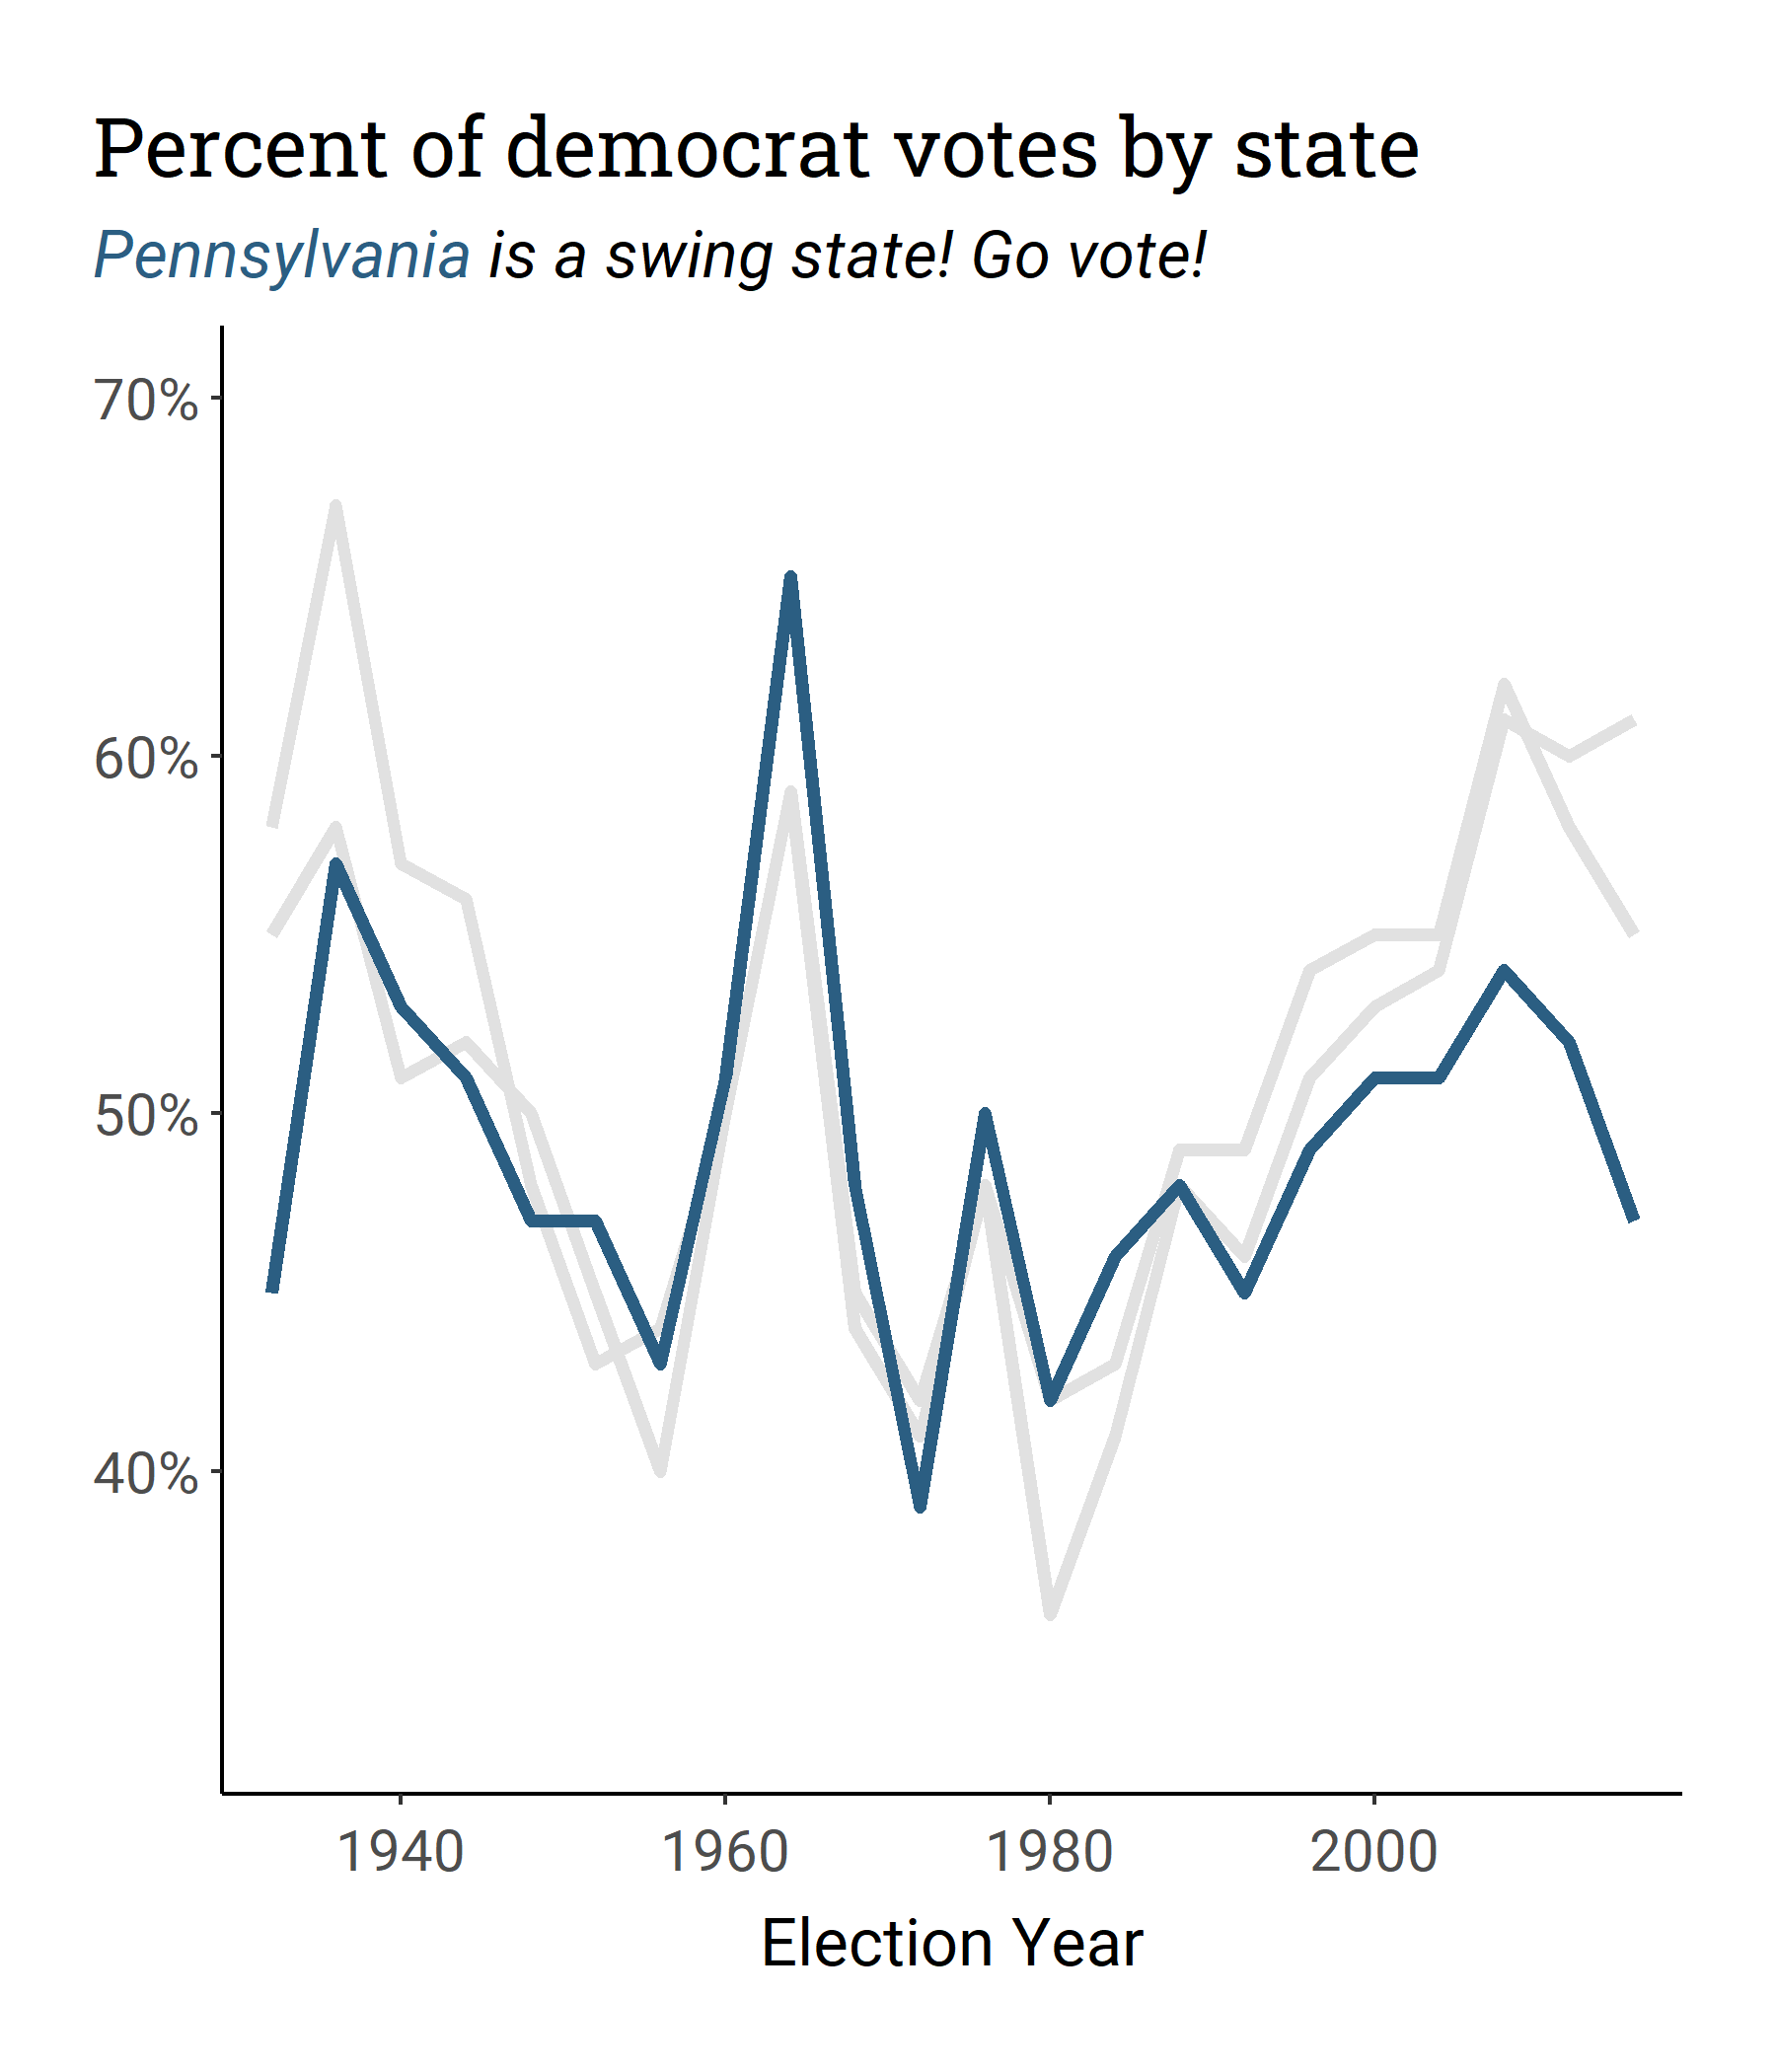 Percent of democrat votes by state
Pennsylvania is a swing state! Go vote!
70%
60%
50%
40%
1940 1960 1980 2000
Election Year